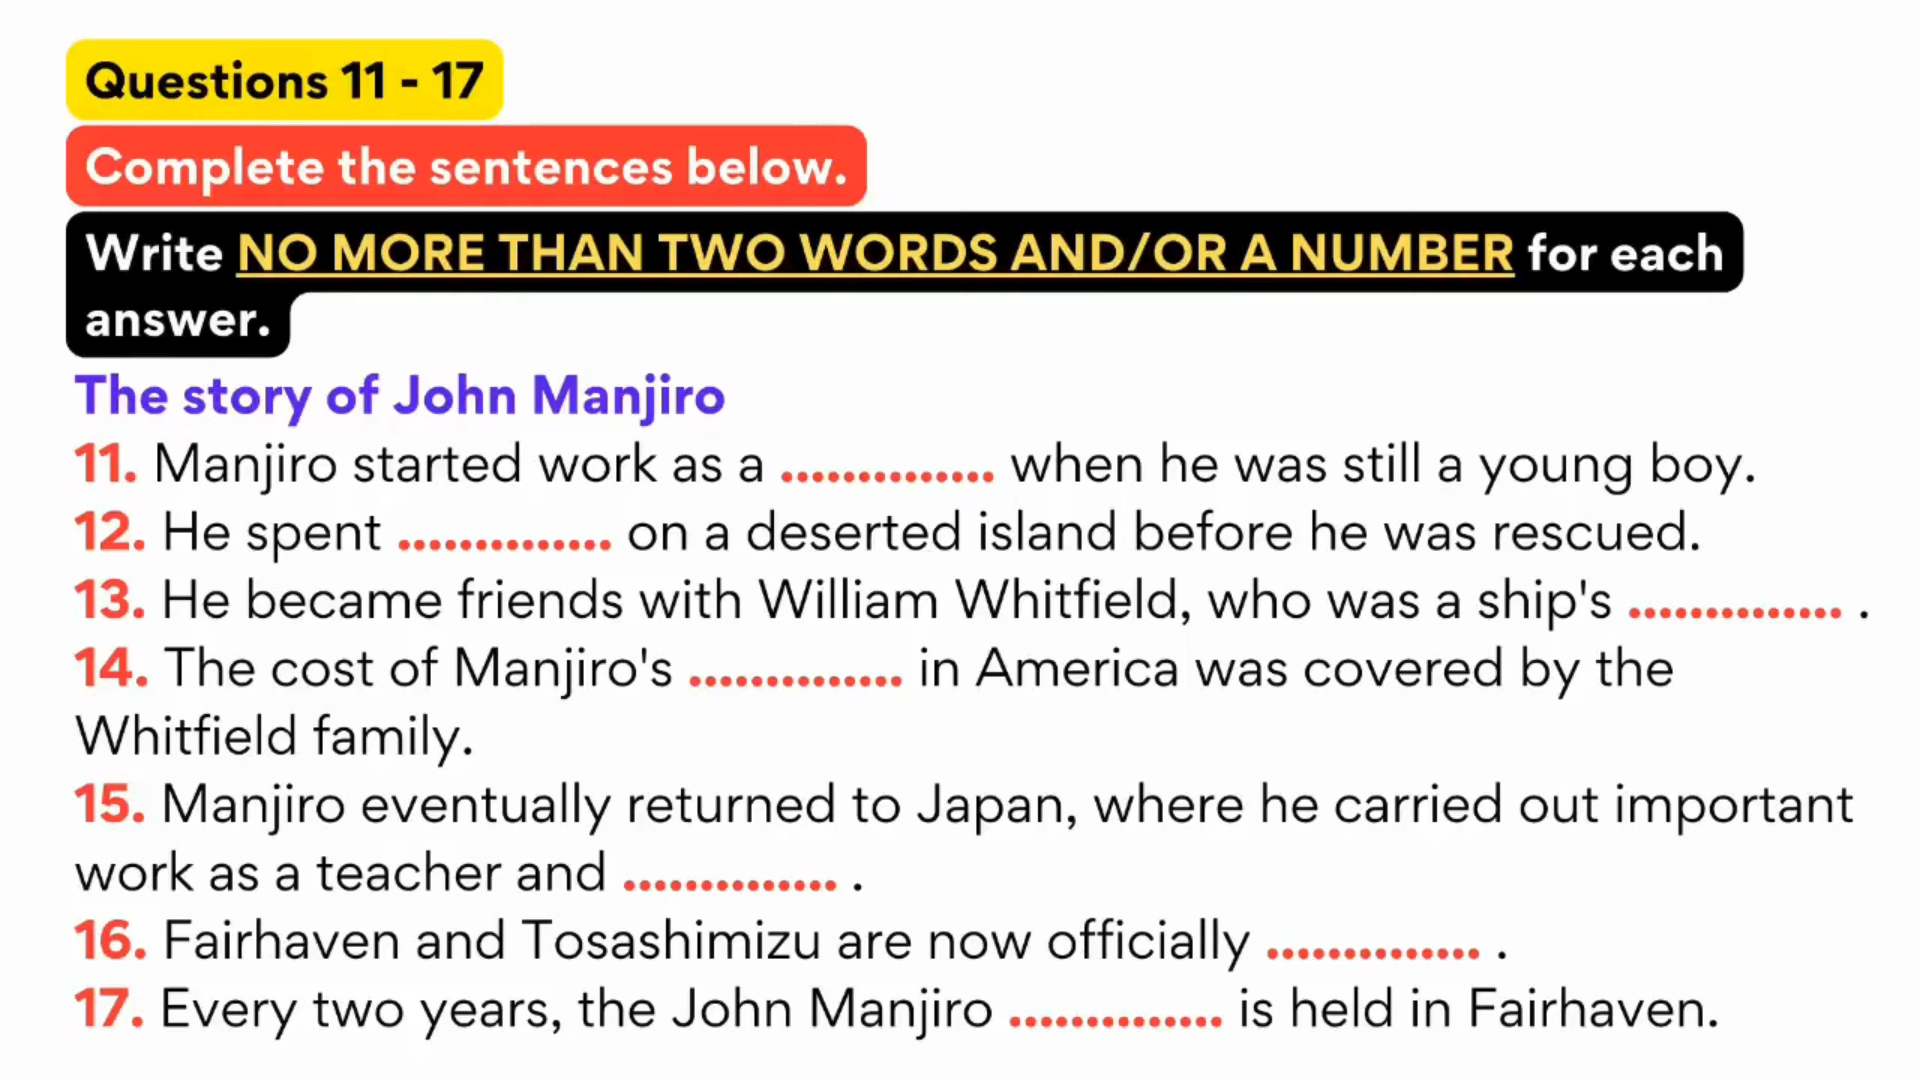 Questions 11 - 17
Complete the sentences below.
Write NO MORE THAN TWO WORDS AND/OR A NUMBER for each
answer.
The story of John Manjiro
11. Manjiro started work as a .............. when he was still a young boy.
12. He spent .............. on a deserted island before he was rescued.
13. He became friends with William Whitfield, who was a ship's .............. .
14. The cost of Manjiro's .............. in America was covered by the
Whitfield family.
15. Manjiro eventually returned to Japan, where he carried out important
work as a teacher and .............. .
16. Fairhaven and Tosashimizu are now officially .............. .
17. Every two years, the John Manjiro .............. is held in Fairhaven.